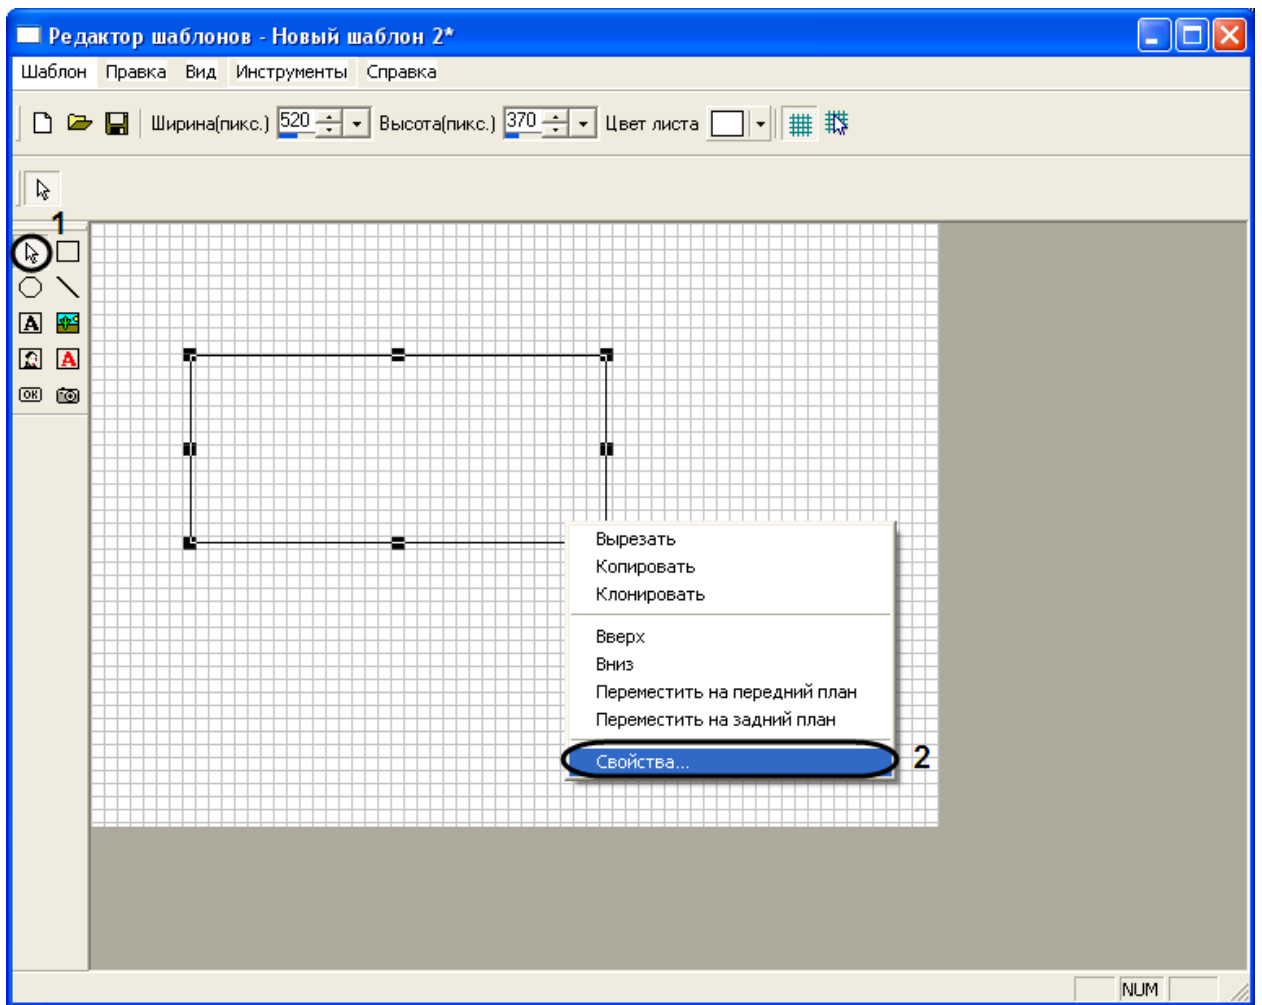 Редактор шаблонов - Новый шаблон 2*
Шаблон Правка Вид Инструменты Справка
Ширина(пикс.) 520 Высота(пикс.) 370 Цвет листа
1
A
A
OK
Вырезать
Копировать
Клонировать
Вверх
Вниз
Переместить на передний план
Переместить на задний план
Свойства... 2
NUM